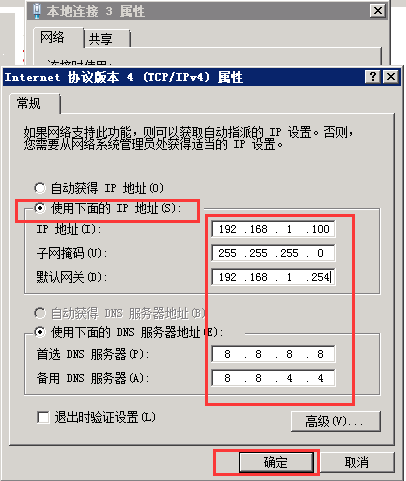 本地连接 3 属性
网络
共享
连接时使用:
Internet 协议版本 4 (TCP/IPv4) 属性
常规
如果网络支持此功能，则可以获取自动指派的 IP 设置。否则，
您需要从网络系统管理员处获得适当的 IP 设置。
自动获得 IP 地址(O)
使用下面的 IP 地址(S):
IP 地址(I): 192 .168 . 1 .100
子网掩码(U): 255 .255 .255 . 0
默认网关(D): 192 .168 . 1 .254
自动获得 DNS 服务器地址(B)
使用下面的 DNS 服务器地址(E):
首选 DNS 服务器(P): 8 . 8 . 8 . 8
备用 DNS 服务器(A): 8 . 8 . 4 . 4
退出时验证设置(L)
高级(V)...
确定
取消